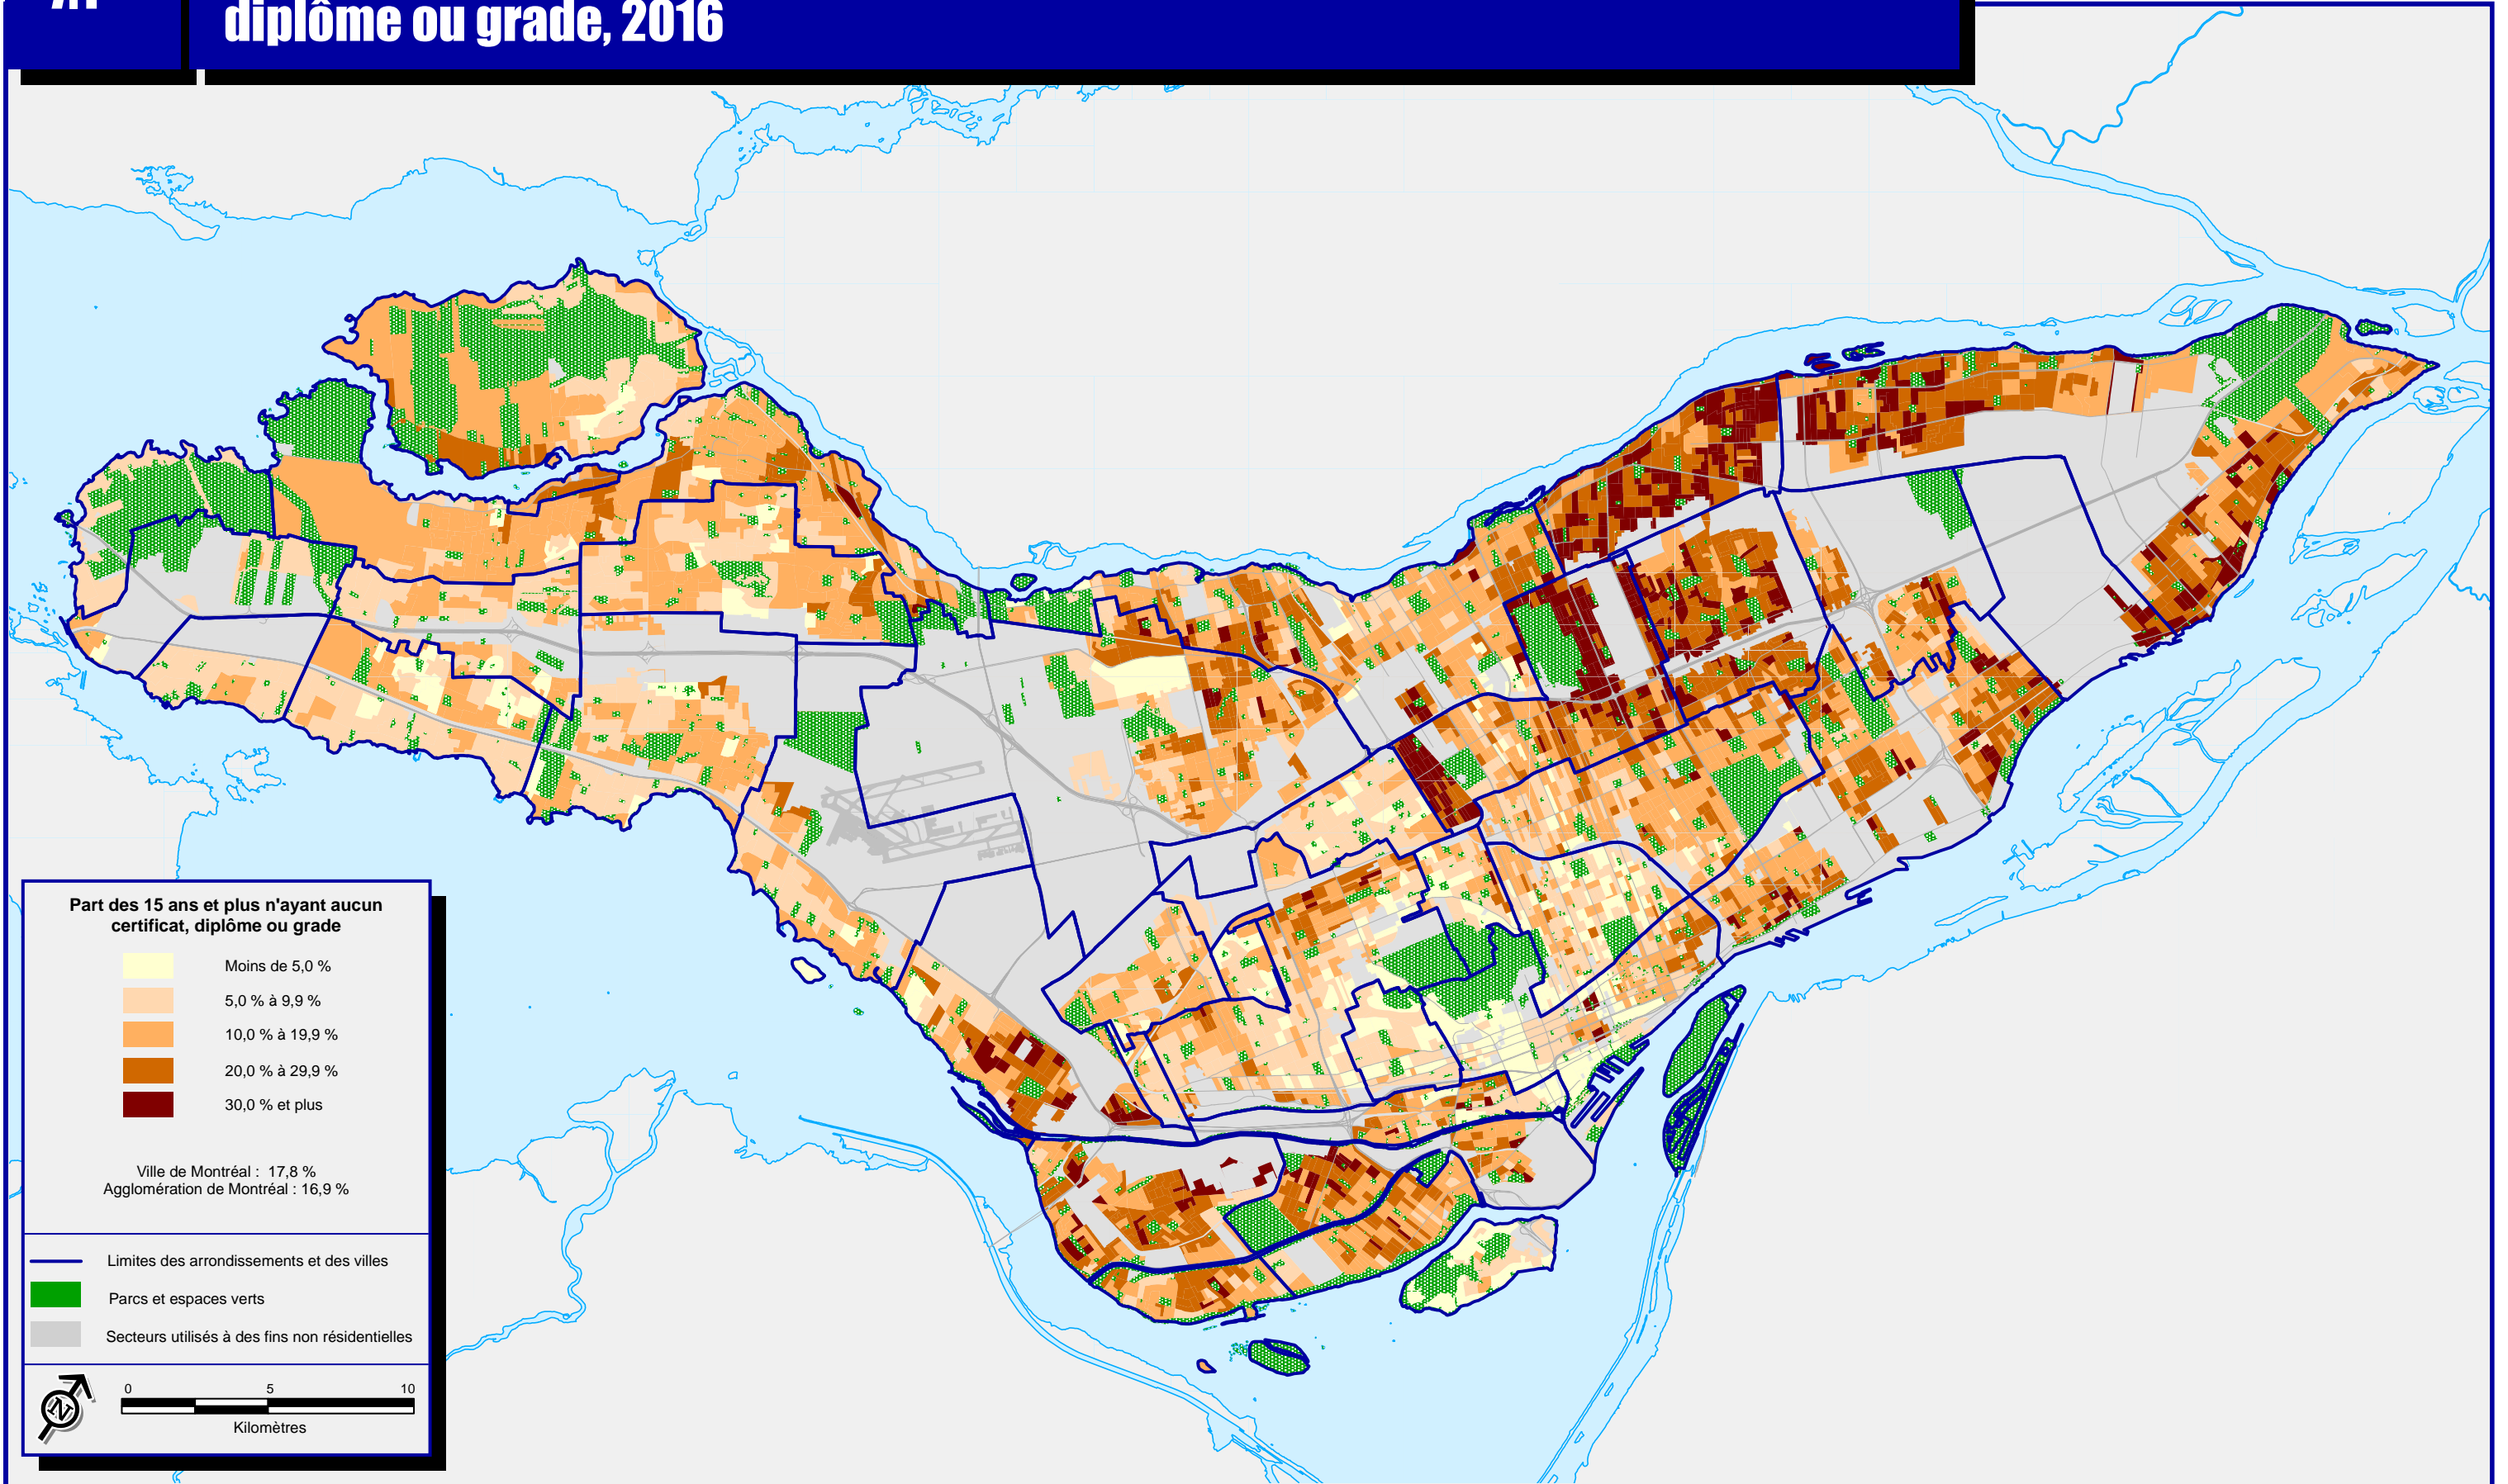 diplôme ou grade, 2016
Part des 15 ans et plus n'ayant aucun
certificat, diplôme ou grade
Moins de 5,0 %
5,0 % à 9,9 %
10,0 % à 19,9 %
20,0 % à 29,9 %
30,0 % et plus
Ville de Montréal : 17,8 %
Agglomération de Montréal : 16,9 %
Limites des arrondissements et des villes
Parcs et espaces verts
Secteurs utilisés à des fins non résidentielles
N
0 5 10
Kilomètres